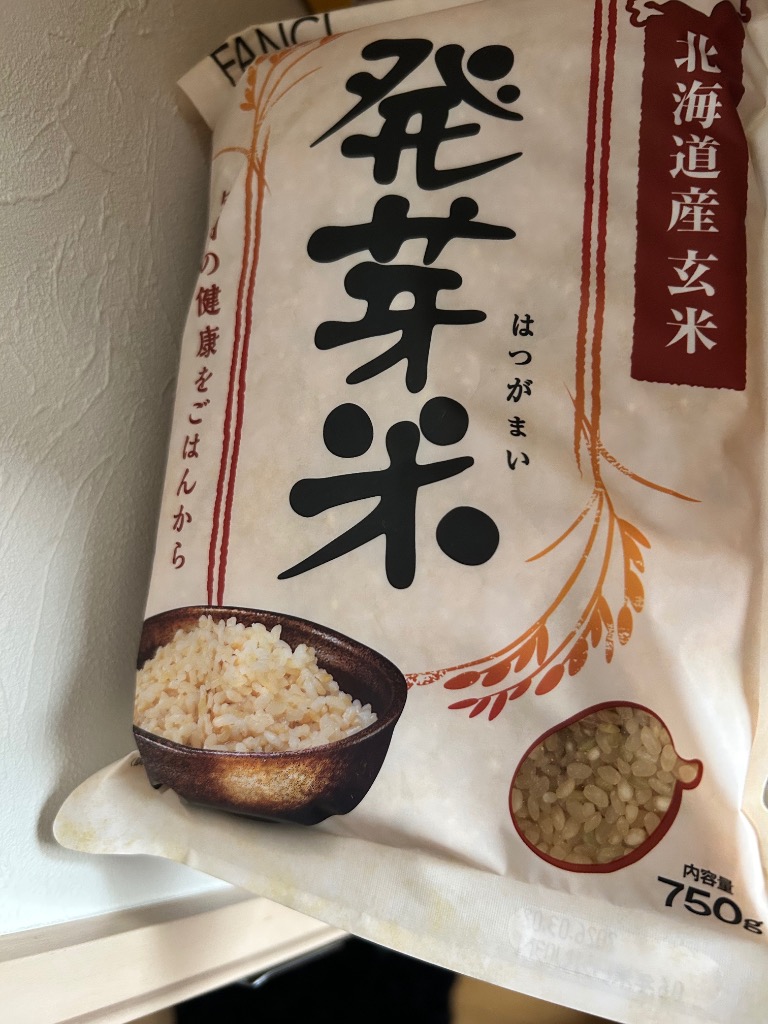 FANCL
北海道産玄米
発芽米
はつがまい
の健康をごはんから
内容量
750g